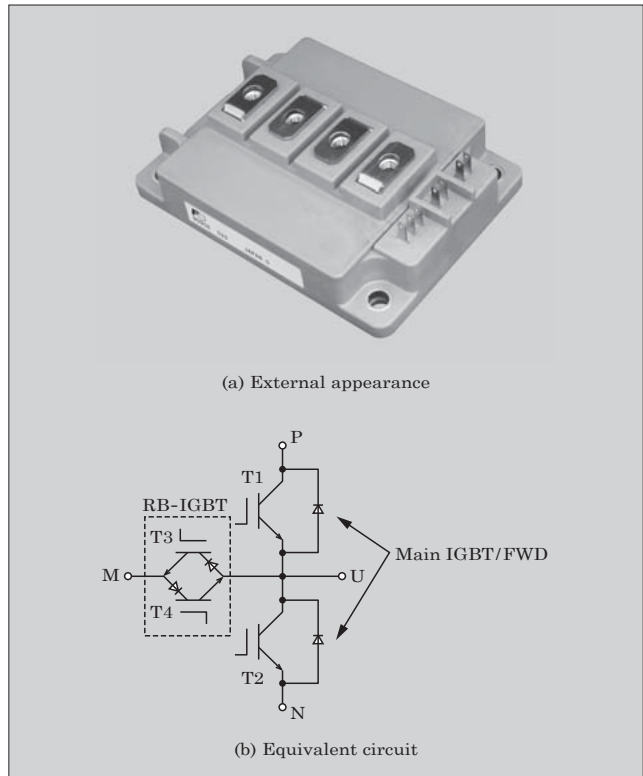 (a) External appearance
P
T1
RB-IGBT
T3
Main IGBT/FWD
M
U
T4
T2
N
(b) Equivalent circuit